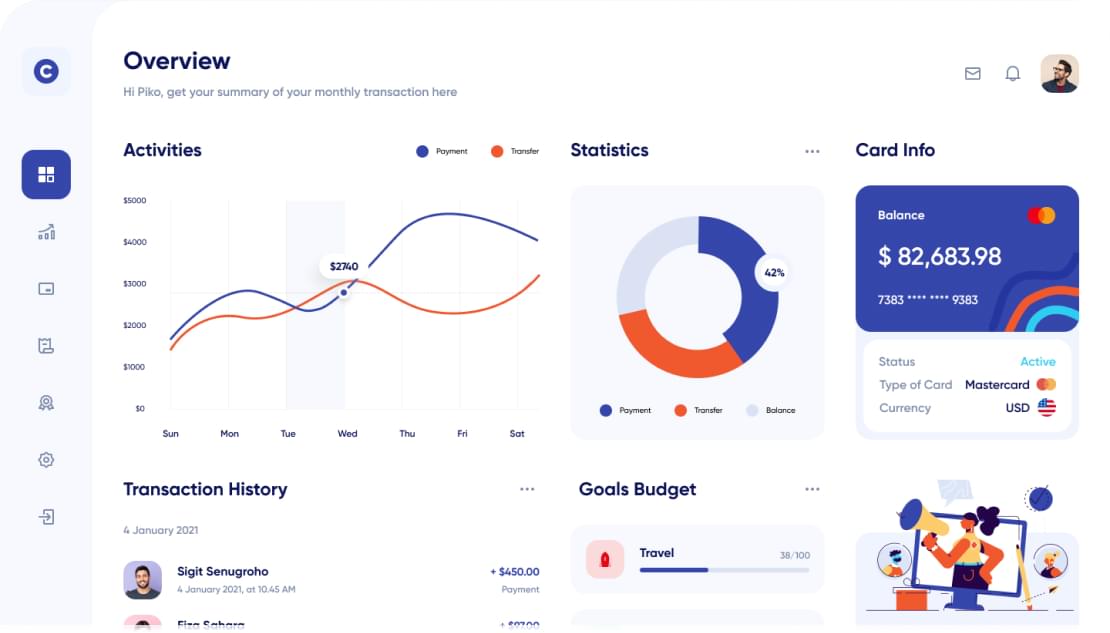 C
Overview
Hi Piko, get your summary of your monthly transaction here
Activities
Payment
Transfer
$5000
$4000
$3000
$2000
$1000
$0
$2740
Sun Mon Tue Wed Thu Fri Sat
Statistics
42%
Payment Transfer Balance
Card Info
Balance
$ 82,683.98
7383 **** **** 9383
Status Active
Type of Card Mastercard
Currency USD
Transaction History
4 January 2021
Sigit Senugroho + $450.00
4 January 2021, at 10.45 AM Payment
Fiza Sahara
Goals Budget
Travel 38/100